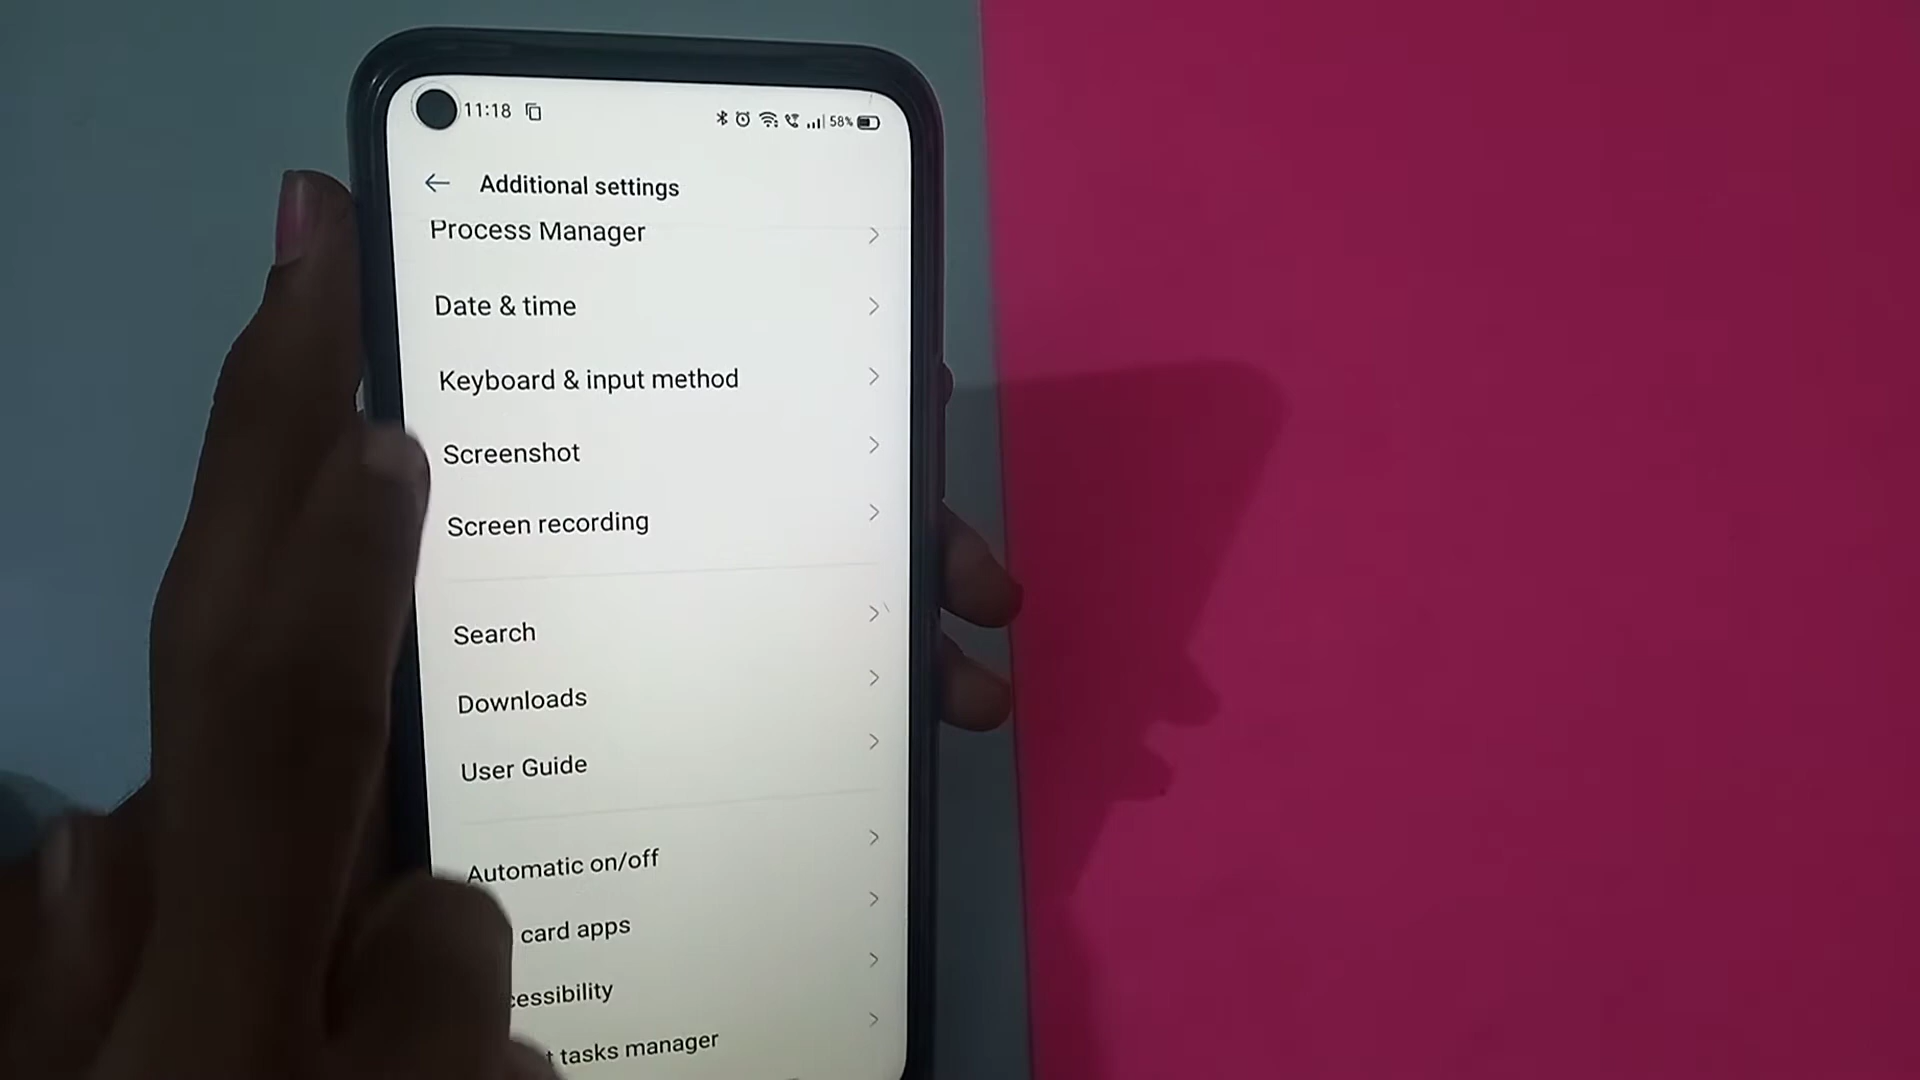 11:18
58%
Additional settings
Process Manager
Date & time
Keyboard & input method
Screenshot
Screen recording
Search
Downloads
User Guide
Automatic on/off
card apps
cessibility
t tasks manager